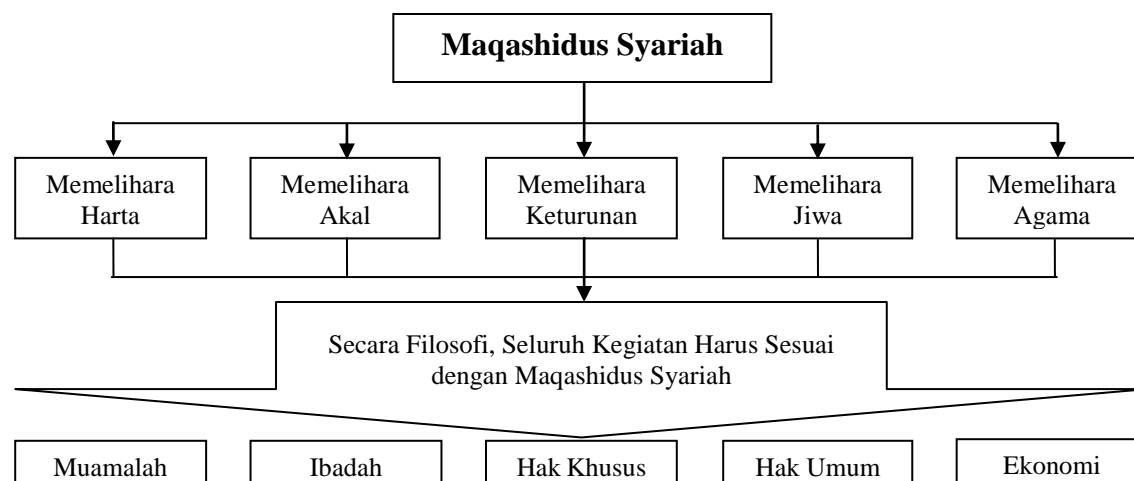 Maqashidus Syariah
Memelihara
Harta
Memelihara
Akal
Memelihara
Keturunan
Memelihara
Jiwa
Memelihara
Agama
Secara Filosofi, Seluruh Kegiatan Harus Sesuai
dengan Maqashidus Syariah
Muamalah
Ibadah
Hak Khusus
Hak Umum
Ekonomi